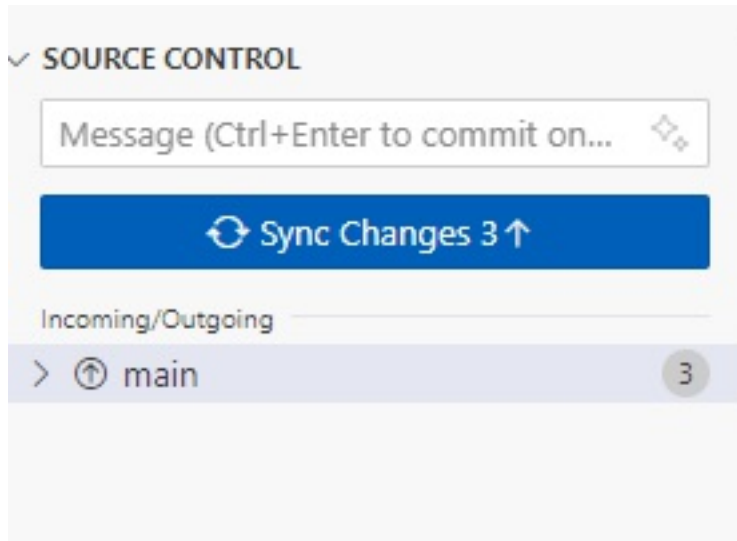 SOURCE CONTROL
Message (Ctrl+Enter to commit on...
Sync Changes 3↑
Incoming/Outgoing
main 3